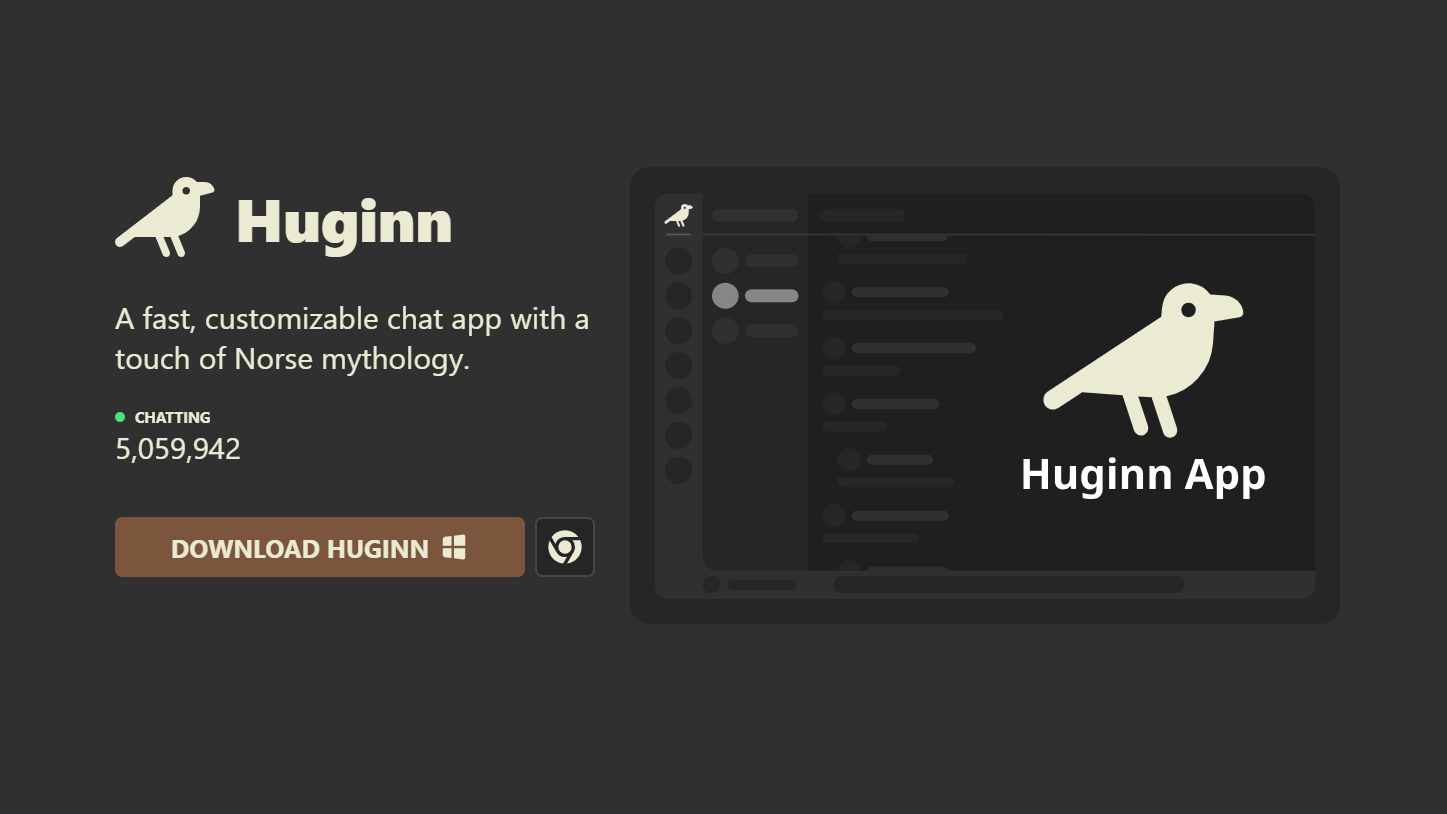 Huginn
A fast, customizable chat app with a
touch of Norse mythology.
CHATTING
5,059,942
DOWNLOAD HUGINN
Huginn App